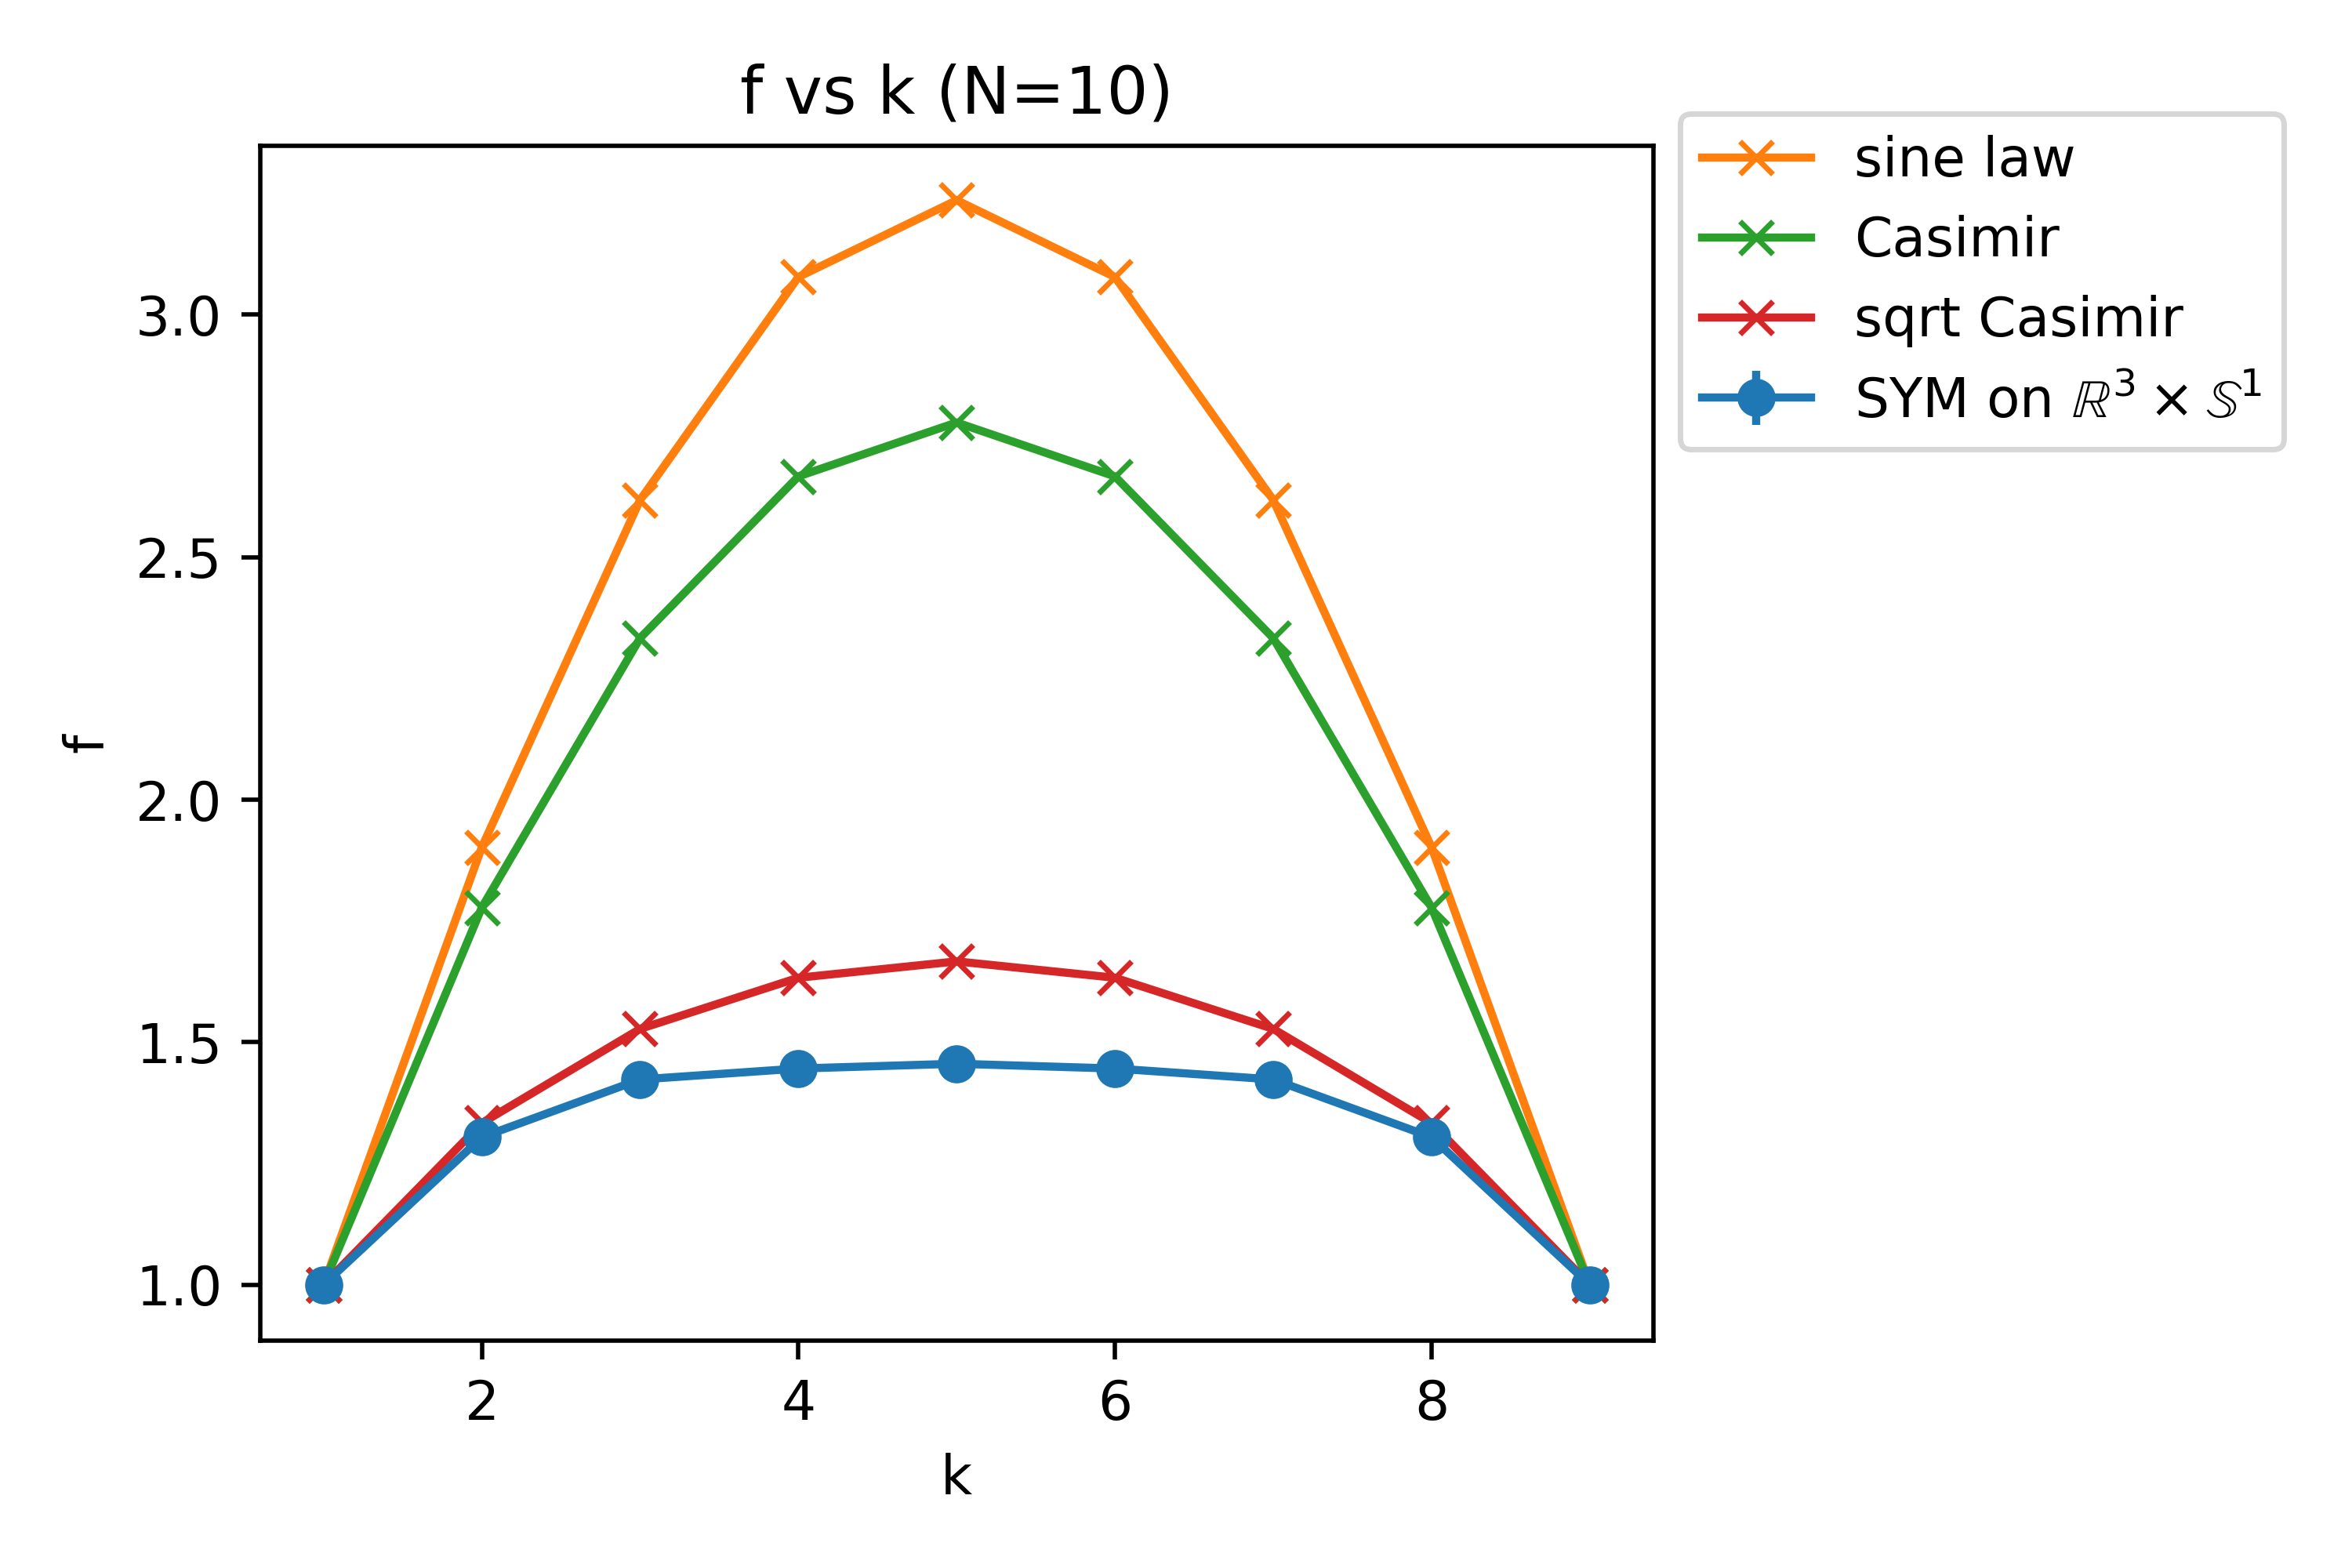 f vs k (N=10)
sine law
Casimir
sqrt Casimir
SYM on ℝ³ × 𝕊¹
f
3.0
2.5
2.0
1.5
1.0
2 4 6 8
k